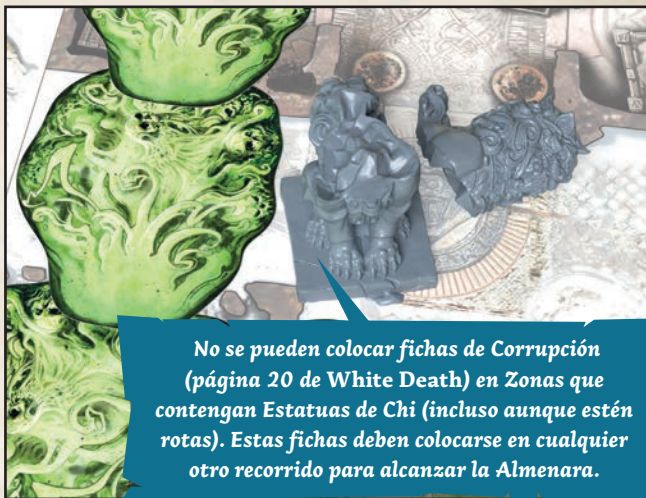 No se pueden colocar fichas de Corrupción
(página 20 de White Death) en Zonas que
contengan Estatuas de Chi (incluso aunque estén
rotas). Estas fichas deben colocarse en cualquier
otro recorrido para alcanzar la Almenara.